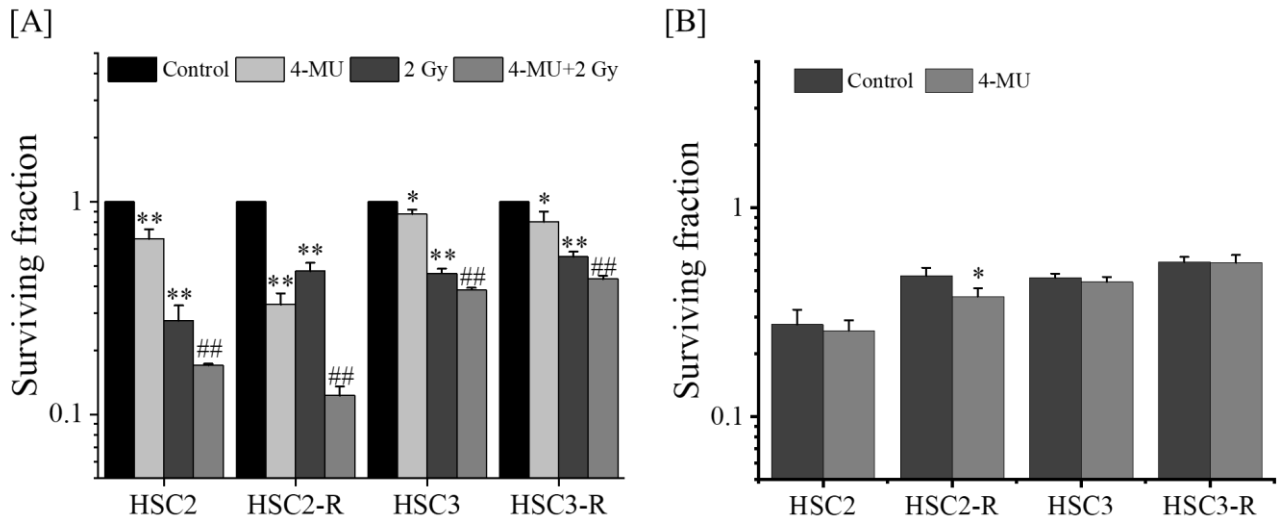 [A]
Control 4-MU 2 Gy 4-MU+2 Gy
Surviving fraction
1
0.1
** ** ##
** ** ##
* ** ##
* ** ##
HSC2 HSC2-R HSC3 HSC3-R
[B]
Control 4-MU
Surviving fraction
1
0.1
*
HSC2 HSC2-R HSC3 HSC3-R